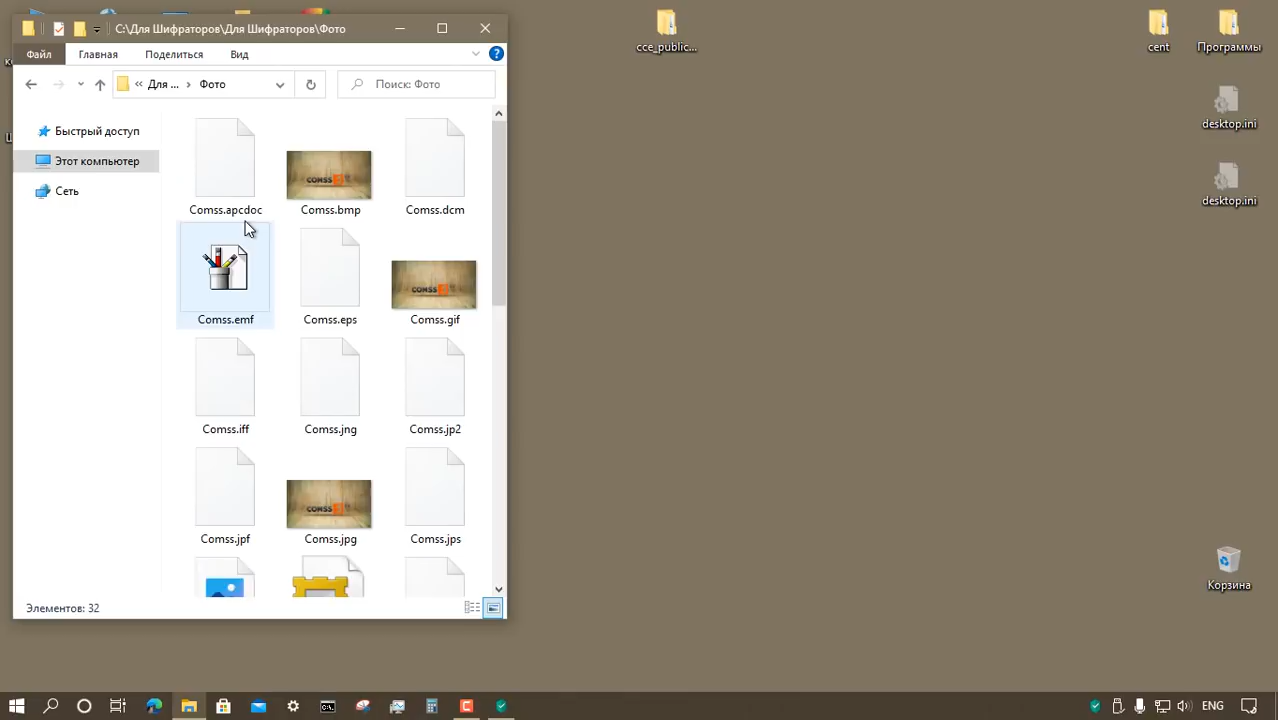 C:\Для Шифраторов\Для Шифраторов\Фото
Файл Главная Поделиться Вид
« Для ... › Фото
Поиск: Фото
Быстрый доступ
Этот компьютер
Сеть
Comss.apcdoc Comss.bmp Comss.dcm
Comss.emf Comss.eps Comss.gif
Comss.iff Comss.jng Comss.jp2
Comss.jpf Comss.jpg Comss.jps
Элементов: 32
cce_public...
cent
Программы
desktop.ini
desktop.ini
Корзина
ENG